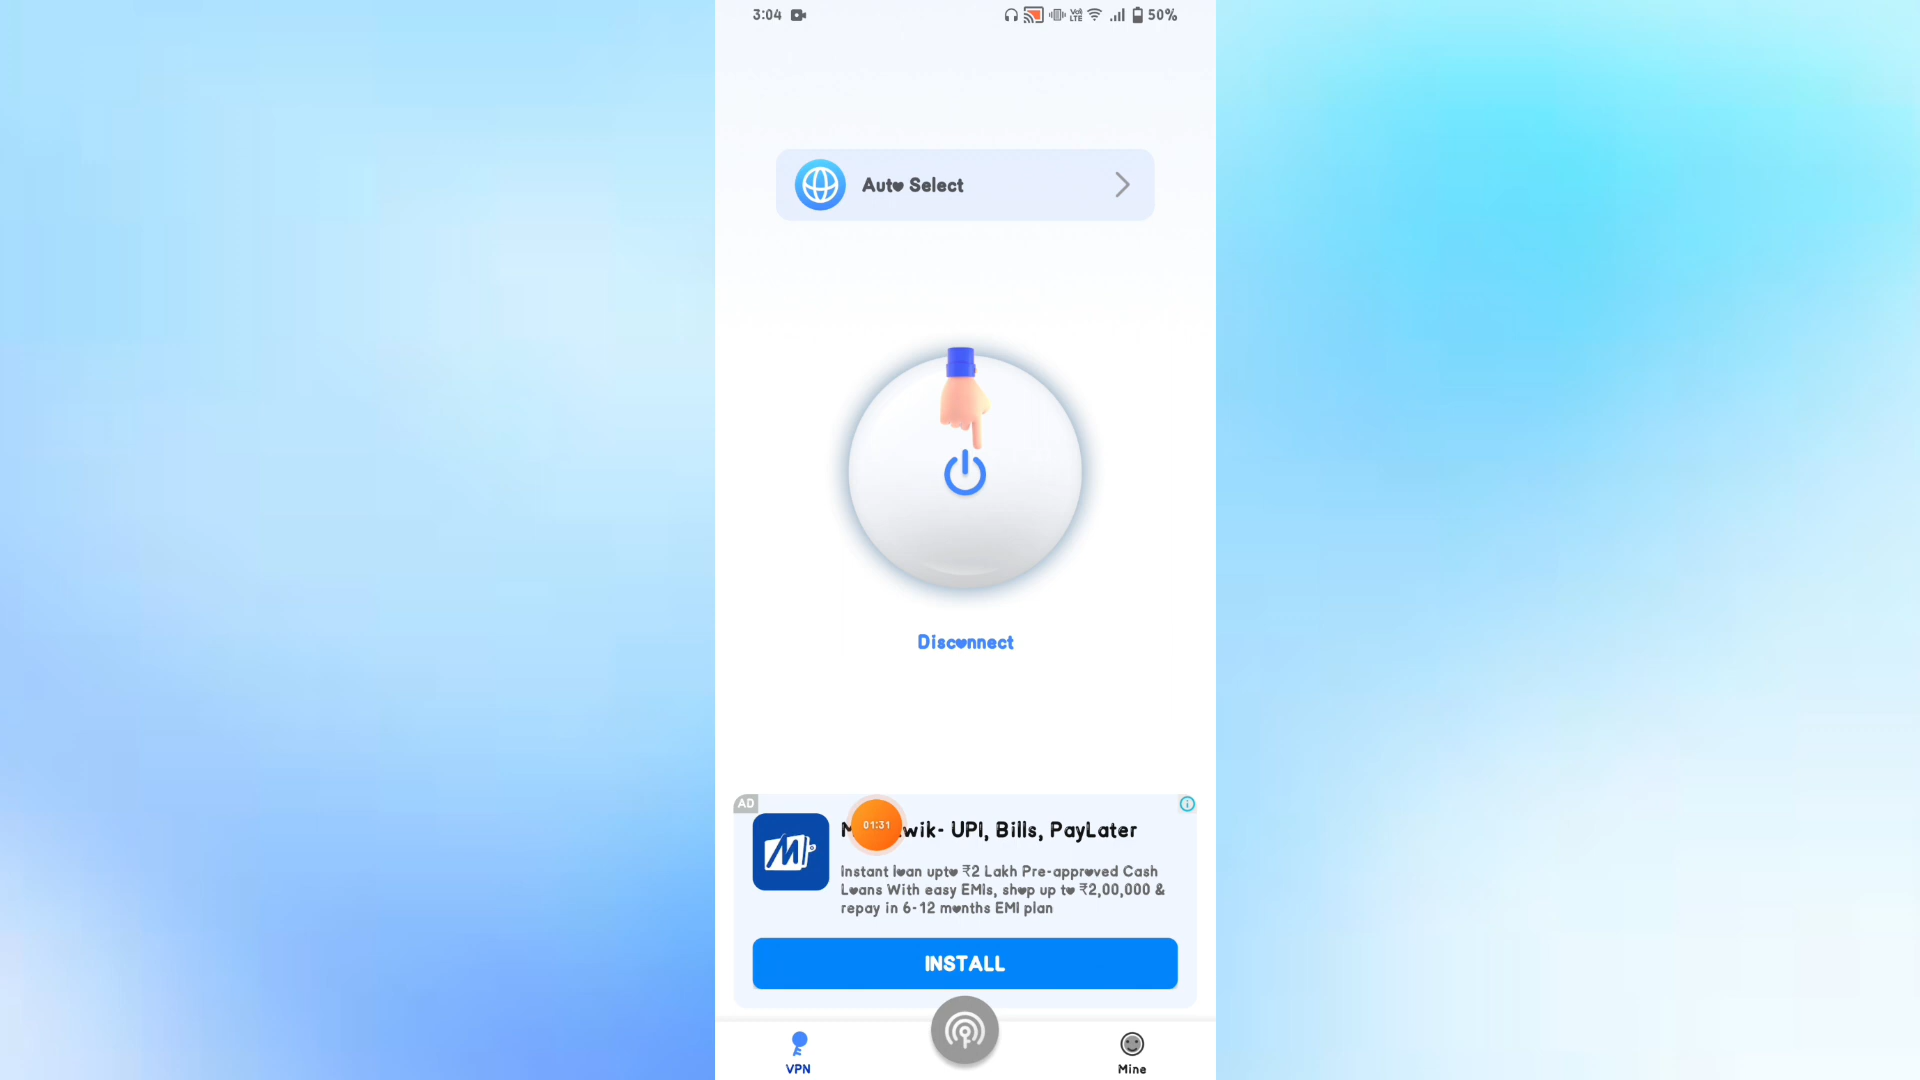 3:04
Vo) LTE
50%
Auto Select
Disconnect
AD
wik- UPI, Bills, PayLater
01:31
Instant loan upto ₹2 Lakh Pre-approved Cash
Loans With easy EMIs, shop up to ₹2,00,000 &
repay in 6-12 months EMI plan
INSTALL
VPN
Mine